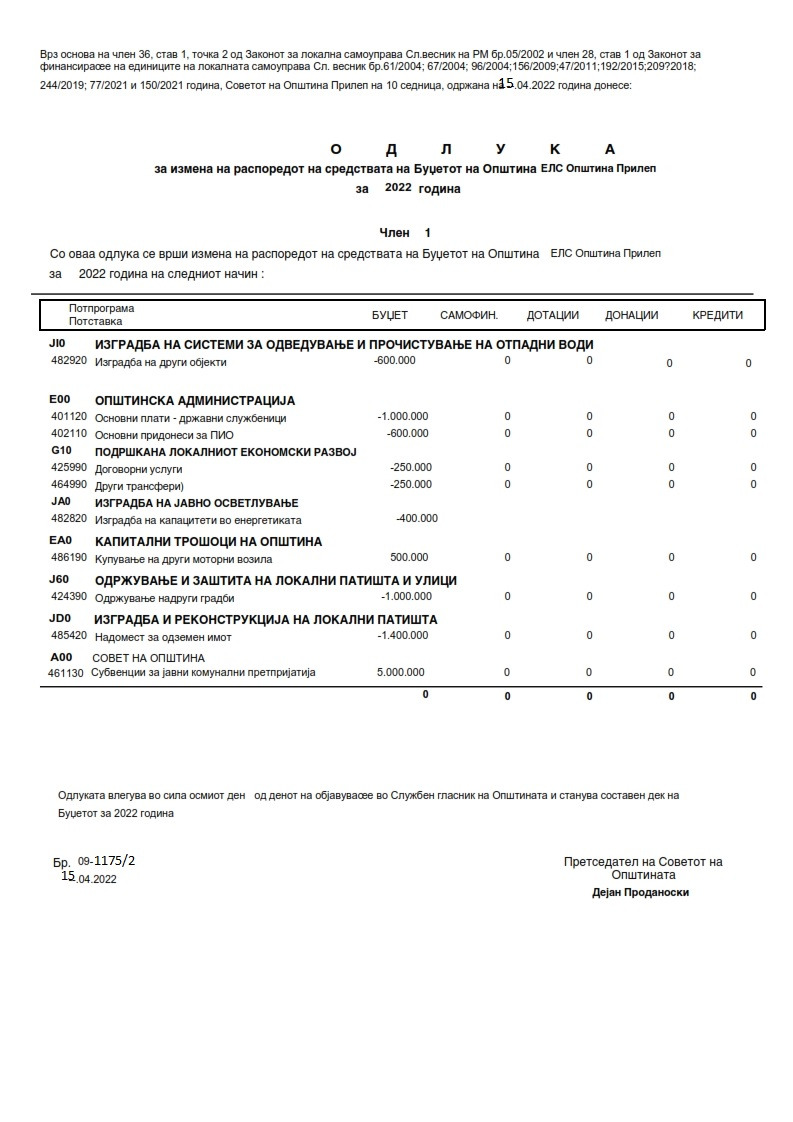 Врз основа на член 36, став 1, точка 2 од Законот за локална самоуправа Сл.весник на РМ бр.05/2002 и член 28, став 1 од Законот за
финансирасее на единиците на локалната самоуправа Сл. весник бр.61/2004; 67/2004; 96/2004;156/2009;47/2011;192/2015;209?2018;
244/2019; 77/2021 и 150/2021 година, Советот на Општина Прилеп на 10 седница, одржана на 15.04.2022 година донесе:
О Д Л У К А
за измена на распоредот на средствата на Буџетот на Општина ЕЛС Општина Прилеп
за 2022 година
Член 1
Со оваа одлука се врши измена на распоредот на средствата на Буџетот на Општина ЕЛС Општина Прилеп
за 2022 година на следниот начин :
Потпрограма
Потставка БУЏЕТ САМОФИН. ДОТАЦИИ ДОНАЦИИ КРЕДИТИ
JI0 ИЗГРАДБА НА СИСТЕМИ ЗА ОДВЕДУВАЊЕ И ПРОЧИСТУВАЊЕ НА ОТПАДНИ ВОДИ
482920 Изградба на други објекти -600.000 0 0 0 0
E00 ОПШТИНСКА АДМИНИСТРАЦИЈА
401120 Основни плати - државни службеници -1.000.000 0 0 0 0
402110 Основни придонеси за ПИО -600.000 0 0 0 0
G10 ПОДРШКАНА ЛОКАЛНИОТ ЕКОНОМСКИ РАЗВОЈ
425990 Договорни услуги -250.000 0 0 0 0
464990 Други трансфери) -250.000 0 0 0 0
JA0 ИЗГРАДБА НА ЈАВНО ОСВЕТЛУВАЊЕ
482820 Изградба на капацитети во енергетиката -400.000
EA0 КАПИТАЛНИ ТРОШОЦИ НА ОПШТИНА
486190 Купување на други моторни возила 500.000 0 0 0 0
J60 ОДРЖУВАЊЕ И ЗАШТИТА НА ЛОКАЛНИ ПАТИШТА И УЛИЦИ
424390 Одржување надруги градби -1.000.000 0 0 0 0
JD0 ИЗГРАДБА И РЕКОНСТРУКЦИЈА НА ЛОКАЛНИ ПАТИШТА
485420 Надомест за одземен имот -1.400.000 0 0 0 0
A00 СОВЕТ НА ОПШТИНА
461130 Субвенции за јавни комунални претпријатија 5.000.000 0 0 0 0
0 0 0 0 0
Одлуката влегува во сила осмиот ден од денот на објавувасее во Службен гласник на Општината и станува составен дек на
Буџетот за 2022 година
Бр. 09-1175/2
15.04.2022
Претседател на Советот на
Општината
Дејан Проданоски